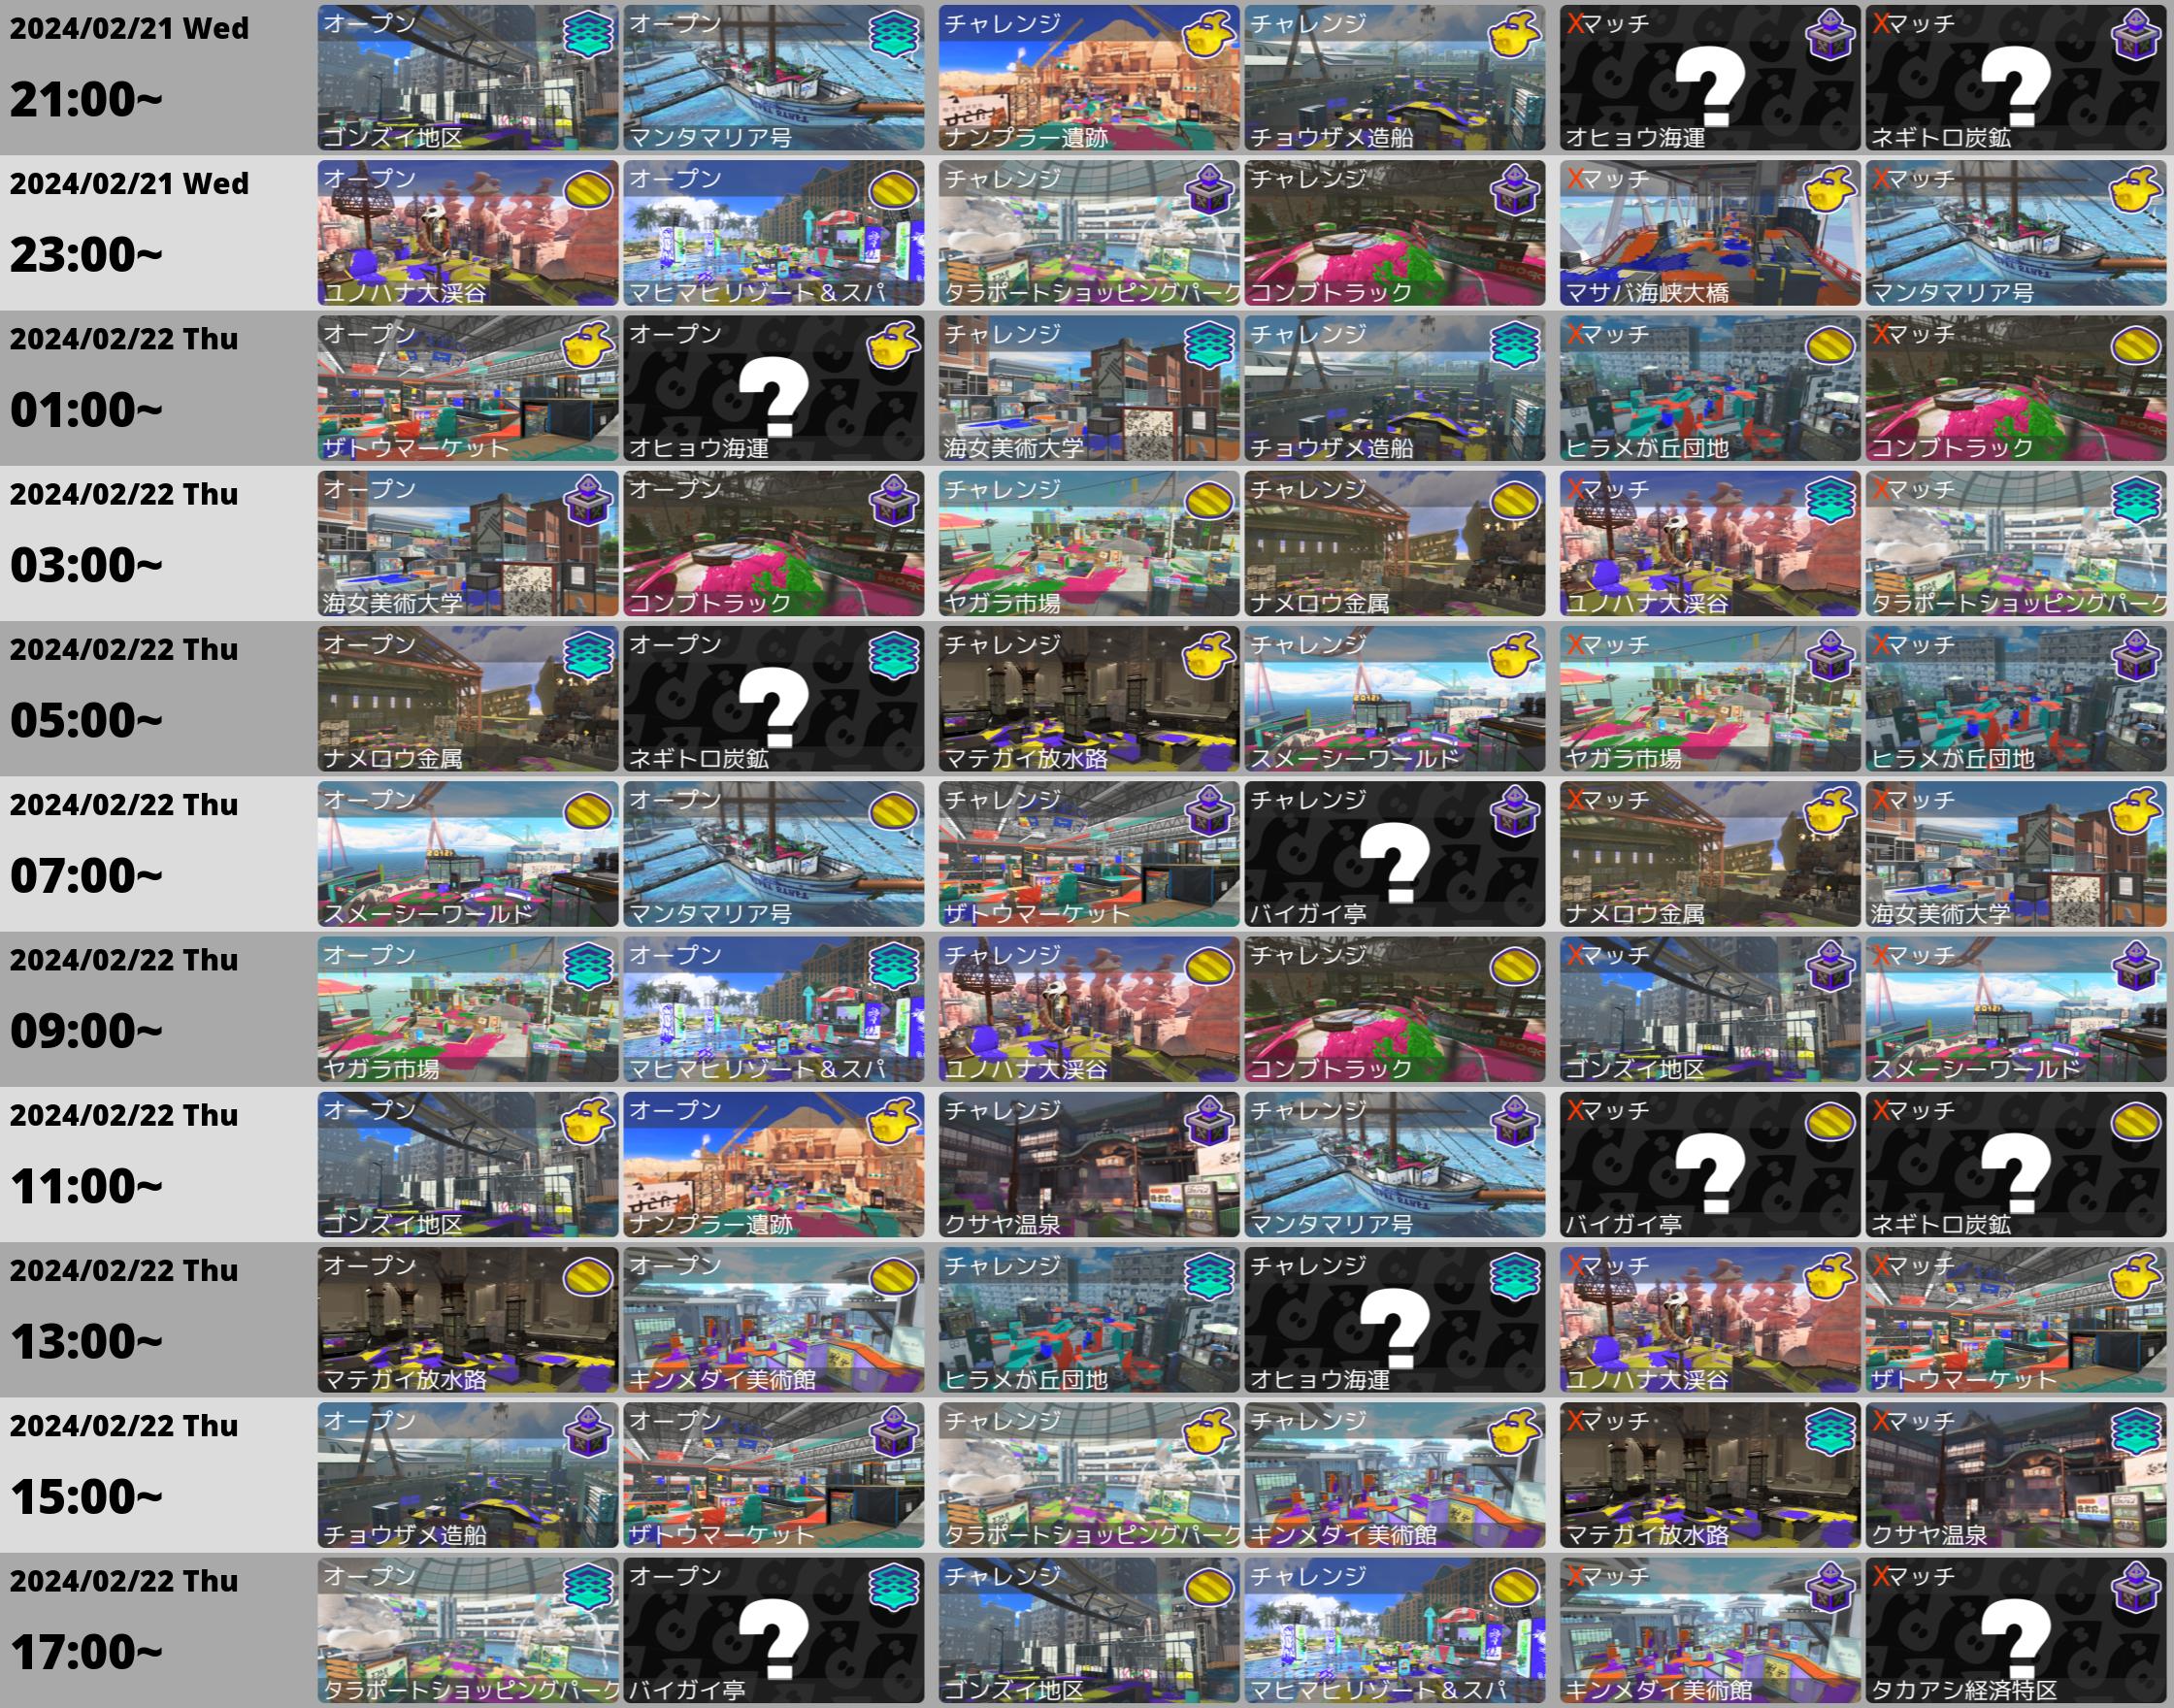 2024/02/21 Wed
21:00~
オープン
ゴンズイ地区
オープン
マンタマリア号
チャレンジ
ナンプラー遺跡
チャレンジ
チョウザメ造船
Xマッチ
オヒョウ海運
Xマッチ
ネギトロ炭鉱
2024/02/21 Wed
23:00~
オープン
ユノハナ大渓谷
オープン
マヒマヒリゾート&スパ
チャレンジ
タラポートショッピングパーク
チャレンジ
コンブトラック
Xマッチ
マサバ海峡大橋
Xマッチ
マンタマリア号
2024/02/22 Thu
01:00~
オープン
ザトウマーケット
オープン
オヒョウ海運
チャレンジ
海女美術大学
チャレンジ
チョウザメ造船
Xマッチ
ヒラメが丘団地
Xマッチ
コンブトラック
2024/02/22 Thu
03:00~
オープン
海女美術大学
オープン
コンブトラック
チャレンジ
ヤガラ市場
チャレンジ
ナメロウ金属
Xマッチ
ユノハナ大渓谷
Xマッチ
タラポートショッピングパーク
2024/02/22 Thu
05:00~
オープン
ナメロウ金属
オープン
ネギトロ炭鉱
チャレンジ
マテガイ放水路
チャレンジ
スメーシーワールド
Xマッチ
ヤガラ市場
Xマッチ
ヒラメが丘団地
2024/02/22 Thu
07:00~
オープン
スメーシーワールド
オープン
マンタマリア号
チャレンジ
ザトウマーケット
チャレンジ
バイガイ亭
Xマッチ
ナメロウ金属
Xマッチ
海女美術大学
2024/02/22 Thu
09:00~
オープン
ヤガラ市場
オープン
マヒマヒリゾート&スパ
チャレンジ
ユノハナ大渓谷
チャレンジ
コンブトラック
Xマッチ
ゴンズイ地区
Xマッチ
スメーシーワールド
2024/02/22 Thu
11:00~
オープン
ゴンズイ地区
オープン
ナンプラー遺跡
チャレンジ
クサヤ温泉
チャレンジ
マンタマリア号
Xマッチ
バイガイ亭
Xマッチ
ネギトロ炭鉱
2024/02/22 Thu
13:00~
オープン
マテガイ放水路
オープン
キンメダイ美術館
チャレンジ
ヒラメが丘団地
チャレンジ
オヒョウ海運
Xマッチ
ユノハナ大渓谷
Xマッチ
ザトウマーケット
2024/02/22 Thu
15:00~
オープン
チョウザメ造船
オープン
ザトウマーケット
チャレンジ
タラポートショッピングパーク
チャレンジ
キンメダイ美術館
Xマッチ
マテガイ放水路
Xマッチ
クサヤ温泉
2024/02/22 Thu
17:00~
オープン
タラポートショッピングパーク
オープン
バイガイ亭
チャレンジ
ゴンズイ地区
チャレンジ
マヒマヒリゾート&スパ
Xマッチ
キンメダイ美術館
Xマッチ
タカアシ経済特区